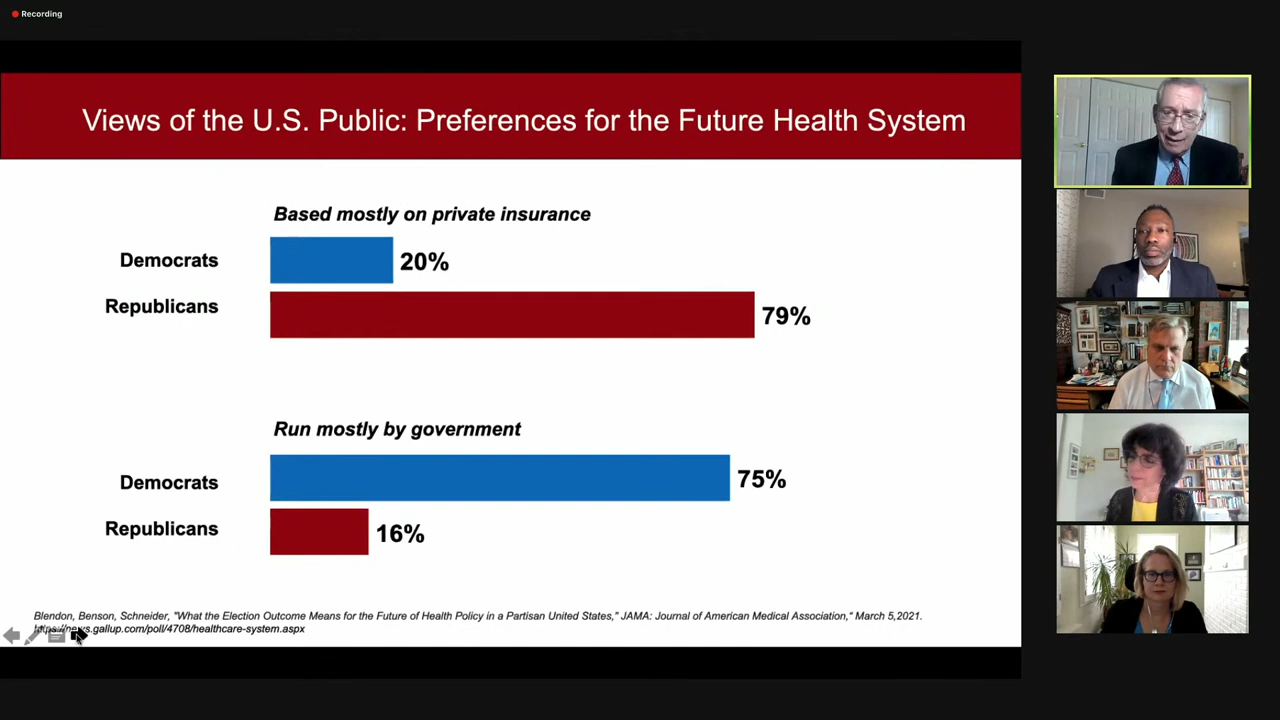 Recording
Views of the U.S. Public: Preferences for the Future Health System
Based mostly on private insurance
Democrats
20%
Republicans
79%
Run mostly by government
Democrats
75%
Republicans
16%
Blendon, Benson, Schneider, "What the Election Outcome Means for the Future of Health Policy in a Partisan United States," JAMA: Journal of American Medical Association," March 5,2021.
https://news.gallup.com/poll/4708/healthcare-system.aspx